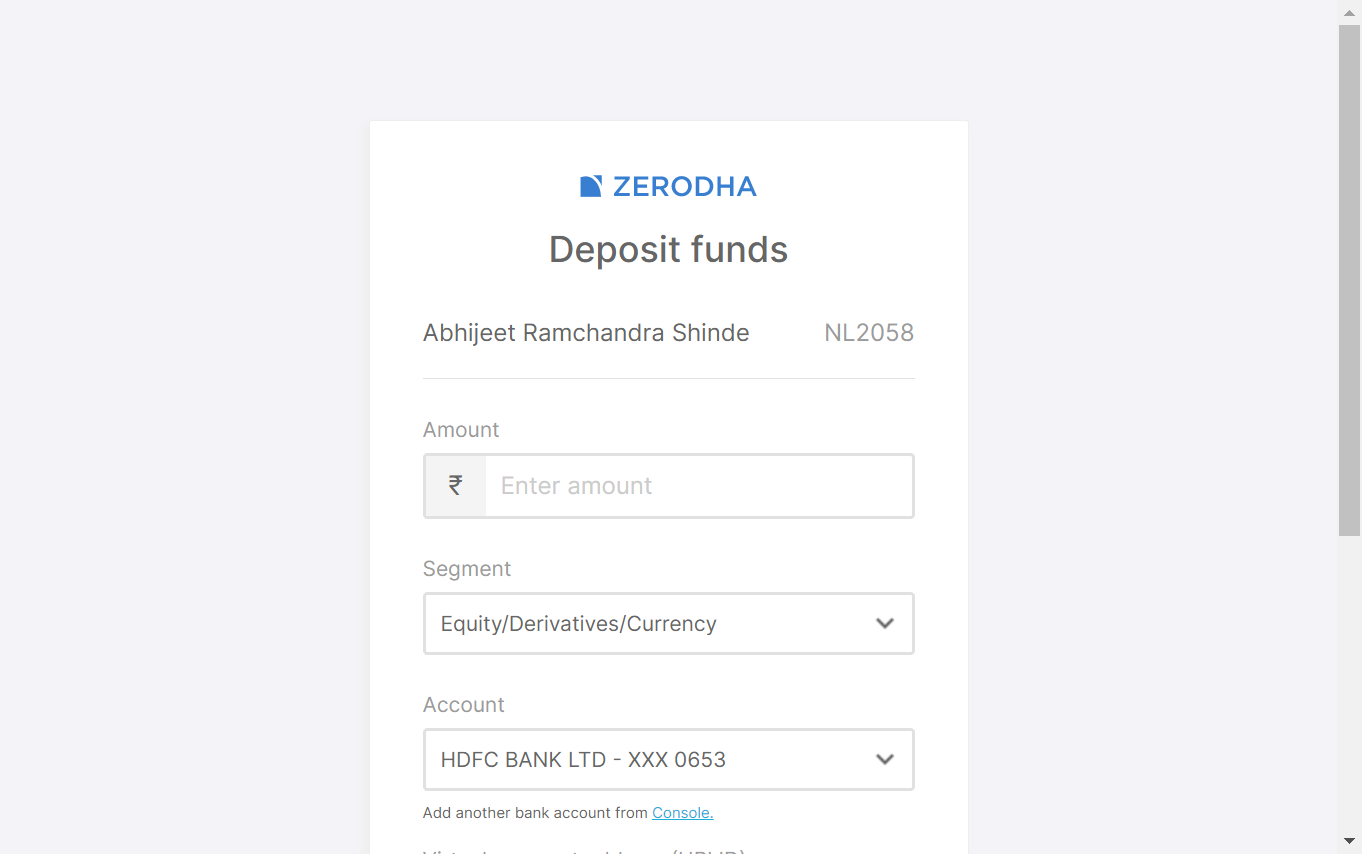 ZERODHA
Deposit funds
Abhijeet Ramchandra Shinde NL2058
Amount
₹ Enter amount
Segment
Equity/Derivatives/Currency
Account
HDFC BANK LTD - XXX 0653
Add another bank account from Console.